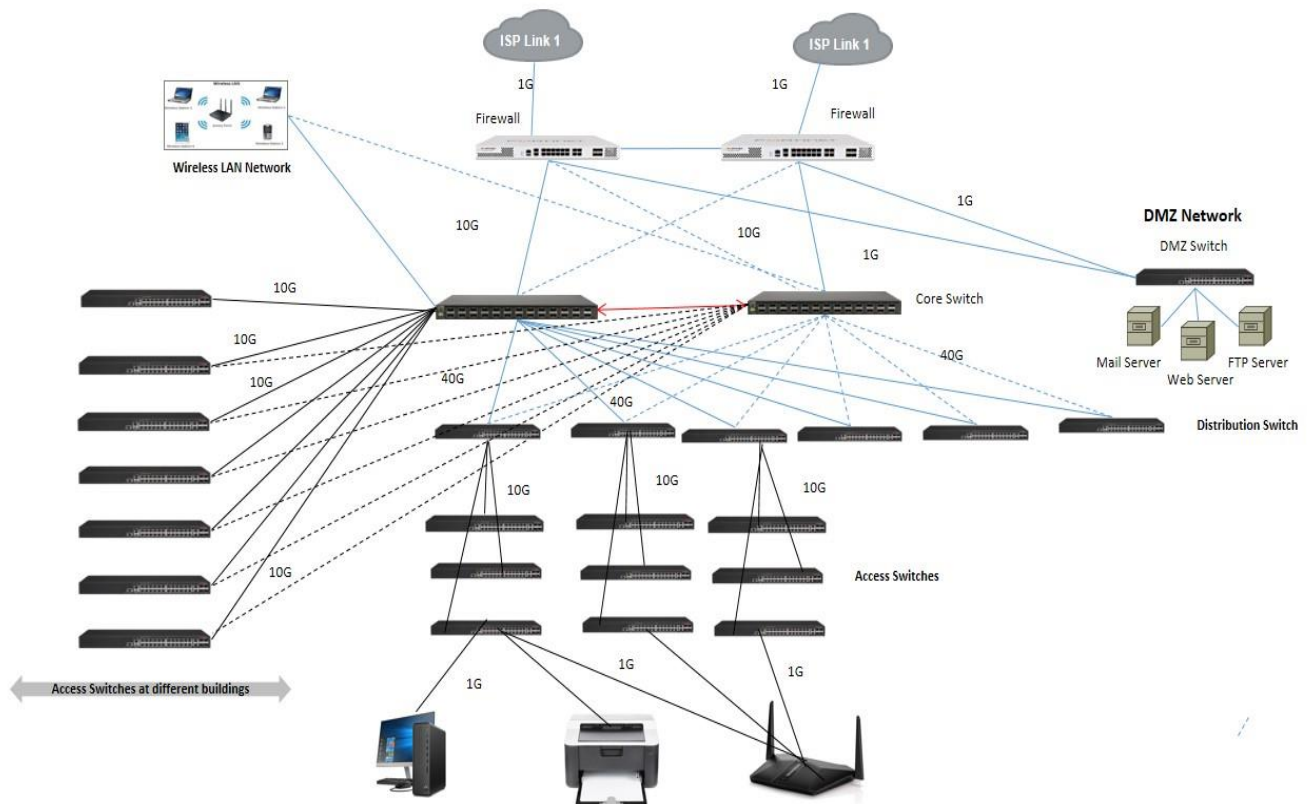 ISP Link 1
ISP Link 1
1G
1G
Firewall
Firewall
Wireless LAN
Wireless LAN Network
1G
DMZ Network
DMZ Switch
10G
10G
1G
10G
Core Switch
Mail Server
Web Server
FTP Server
10G
10G
40G
40G
40G
Distribution Switch
10G
10G
10G
10G
Access Switches
Access Switches at different buildings
1G
1G
1G